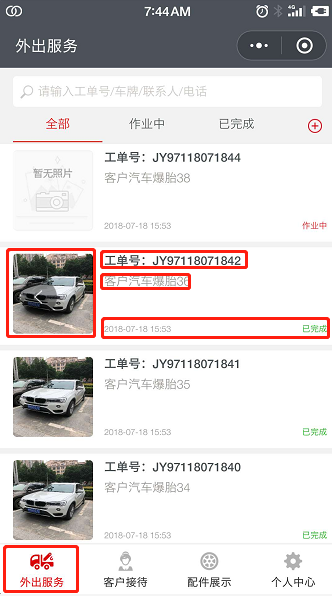 7:44AM
4G
外出服务
请输入工单号/车牌/联系人/电话
全部 作业中 已完成
暂无照片
工单号：JY97118071844
客户汽车爆胎38
2018-07-18 15:53 作业中
工单号：JY97118071842
客户汽车爆胎36
2018-07-18 15:53 已完成
工单号：JY97118071841
客户汽车爆胎35
2018-07-18 15:53 已完成
工单号：JY97118071840
客户汽车爆胎34
2018-07-18 15:53 已完成
外出服务 客户接待 配件展示 个人中心